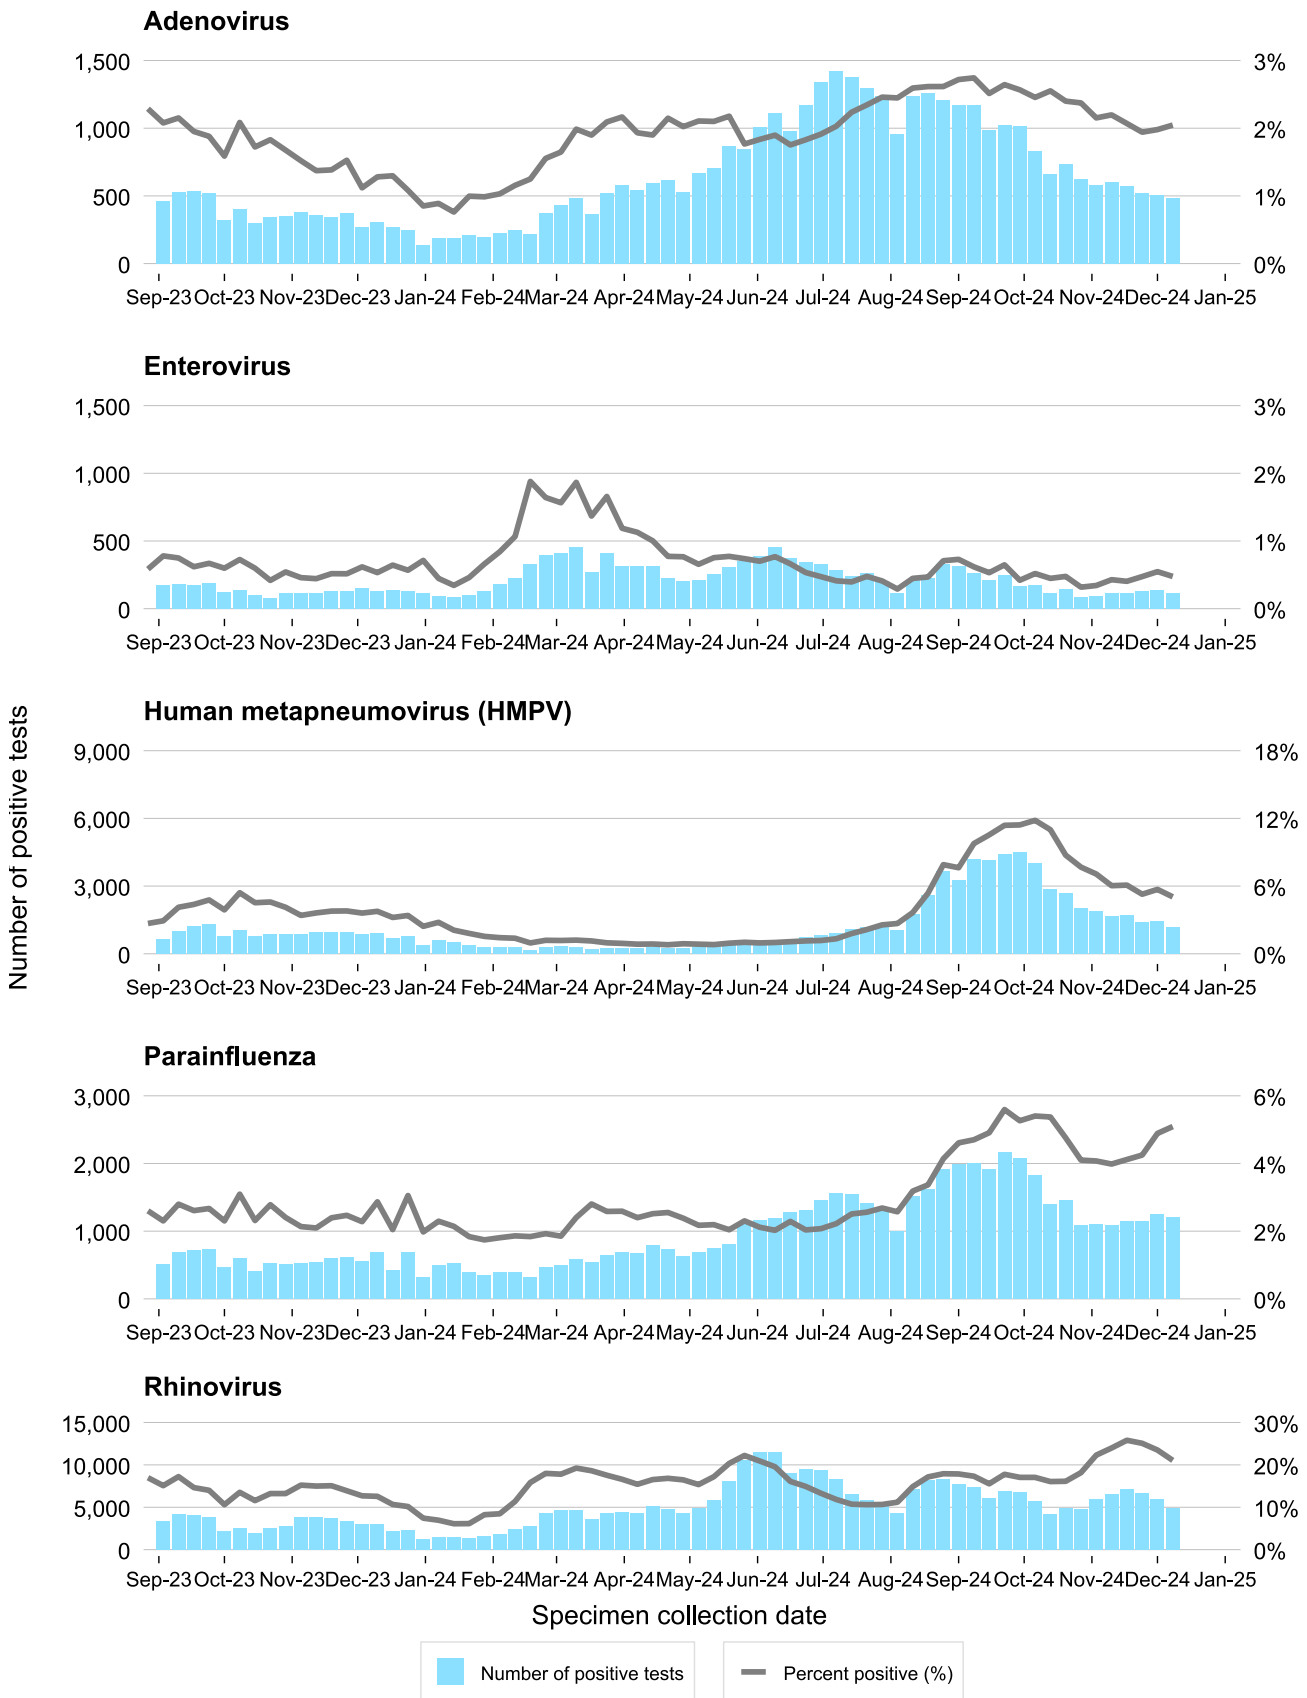 Adenovirus
1,500 3%
1,000 2%
500 1%
0 0%
Sep-23 Oct-23 Nov-23 Dec-23 Jan-24 Feb-24 Mar-24 Apr-24 May-24 Jun-24 Jul-24 Aug-24 Sep-24 Oct-24 Nov-24 Dec-24 Jan-25
Enterovirus
1,500 3%
1,000 2%
500 1%
0 0%
Sep-23 Oct-23 Nov-23 Dec-23 Jan-24 Feb-24 Mar-24 Apr-24 May-24 Jun-24 Jul-24 Aug-24 Sep-24 Oct-24 Nov-24 Dec-24 Jan-25
Number of positive tests
Human metapneumovirus (HMPV)
9,000 18%
6,000 12%
3,000 6%
0 0%
Sep-23 Oct-23 Nov-23 Dec-23 Jan-24 Feb-24 Mar-24 Apr-24 May-24 Jun-24 Jul-24 Aug-24 Sep-24 Oct-24 Nov-24 Dec-24 Jan-25
Parainfluenza
3,000 6%
2,000 4%
1,000 2%
0 0%
Sep-23 Oct-23 Nov-23 Dec-23 Jan-24 Feb-24 Mar-24 Apr-24 May-24 Jun-24 Jul-24 Aug-24 Sep-24 Oct-24 Nov-24 Dec-24 Jan-25
Rhinovirus
15,000 30%
10,000 20%
5,000 10%
0 0%
Sep-23 Oct-23 Nov-23 Dec-23 Jan-24 Feb-24 Mar-24 Apr-24 May-24 Jun-24 Jul-24 Aug-24 Sep-24 Oct-24 Nov-24 Dec-24 Jan-25
Specimen collection date
Number of positive tests Percent positive (%)